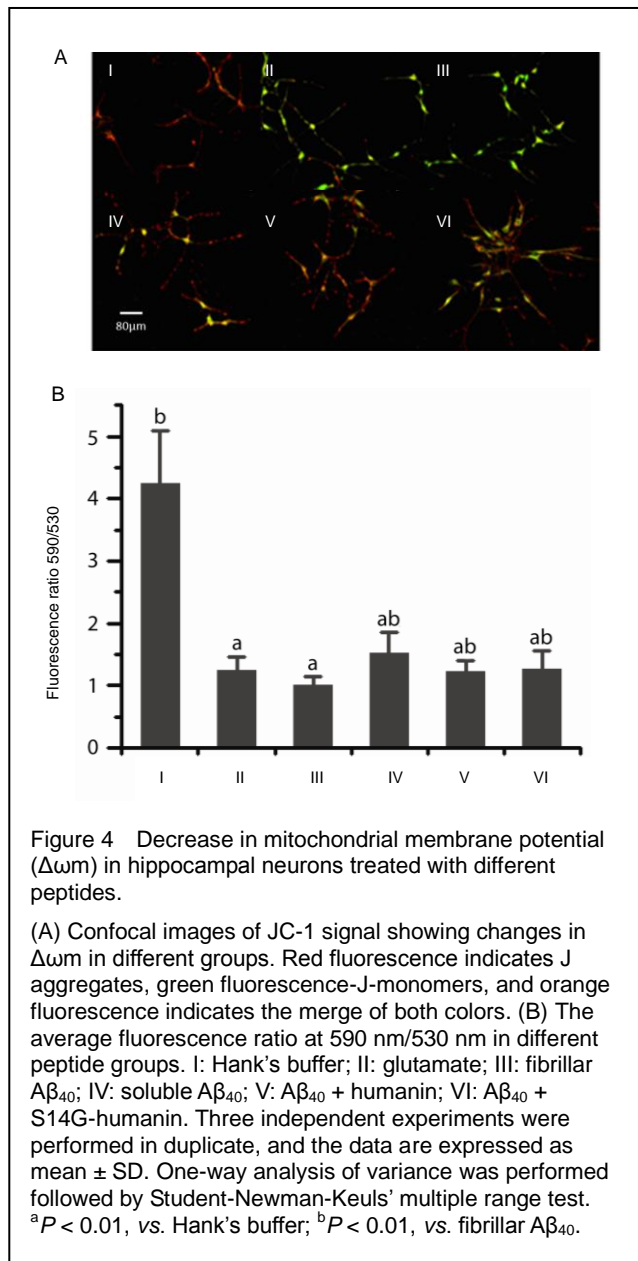 A
I
II
III
IV
V
VI
80µm
B
b
5
4
3
2
1
0
Fluorescence ratio 590/530
a
a
ab
ab
ab
I
II
III
IV
V
VI
Figure 4 Decrease in mitochondrial membrane potential
(Δωm) in hippocampal neurons treated with different
peptides.
(A) Confocal images of JC-1 signal showing changes in
Δωm in different groups. Red fluorescence indicates J
aggregates, green fluorescence-J-monomers, and orange
fluorescence indicates the merge of both colors. (B) The
average fluorescence ratio at 590 nm/530 nm in different
peptide groups. I: Hank’s buffer; II: glutamate; III: fibrillar
Aβ₄₀; IV: soluble Aβ₄₀; V: Aβ₄₀ + humanin; VI: Aβ₄₀ +
S14G-humanin. Three independent experiments were
performed in duplicate, and the data are expressed as
mean ± SD. One-way analysis of variance was performed
followed by Student-Newman-Keuls’ multiple range test.
ᵃP < 0.01, vs. Hank’s buffer; ᵇP < 0.01, vs. fibrillar Aβ₄₀.